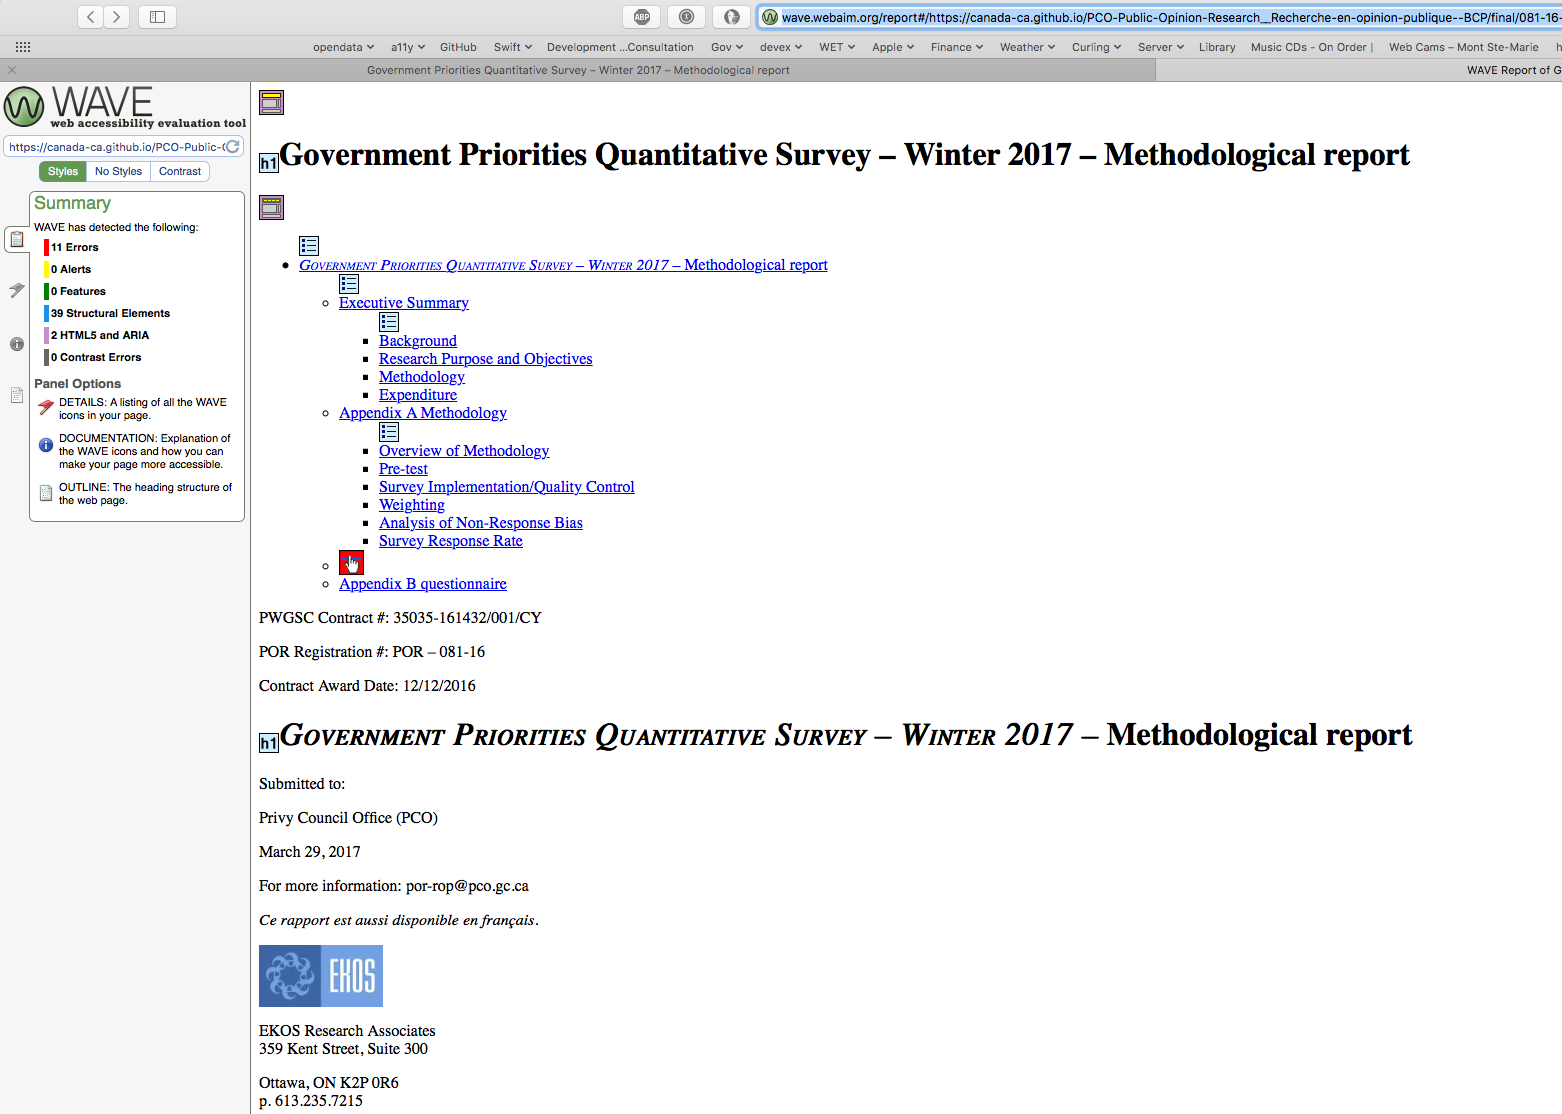 ABP
wave.webaim.org/report#/https://canada-ca.github.io/PCO-Public-Opinion-Research__Recherche-en-opinion-publique--BCP/final/081-16-
opendata a11y GitHub Swift Development ...Consultation Gov devex WET Apple Finance Weather Curling Server Library Music CDs - On Order | Web Cams – Mont Ste-Marie h
Government Priorities Quantitative Survey – Winter 2017 – Methodological report
WAVE Report of G
WAVE
web accessibility evaluation tool
https://canada-ca.github.io/PCO-Public-O
Styles No Styles Contrast
Summary
WAVE has detected the following:
11 Errors
0 Alerts
0 Features
39 Structural Elements
2 HTML5 and ARIA
0 Contrast Errors
Panel Options
DETAILS: A listing of all the WAVE
icons in your page.
DOCUMENTATION: Explanation of
the WAVE icons and how you can
make your page more accessible.
OUTLINE: The heading structure of
the web page.
h1 Government Priorities Quantitative Survey – Winter 2017 – Methodological report
Government Priorities Quantitative Survey – Winter 2017 – Methodological report
Executive Summary
Background
Research Purpose and Objectives
Methodology
Expenditure
Appendix A Methodology
Overview of Methodology
Pre-test
Survey Implementation/Quality Control
Weighting
Analysis of Non-Response Bias
Survey Response Rate
Appendix B questionnaire
PWGSC Contract #: 35035-161432/001/CY
POR Registration #: POR – 081-16
Contract Award Date: 12/12/2016
h1 Government Priorities Quantitative Survey – Winter 2017 – Methodological report
Submitted to:
Privy Council Office (PCO)
March 29, 2017
For more information: por-rop@pco.gc.ca
Ce rapport est aussi disponible en français.
EKOS
EKOS Research Associates
359 Kent Street, Suite 300
Ottawa, ON K2P 0R6
p. 613.235.7215